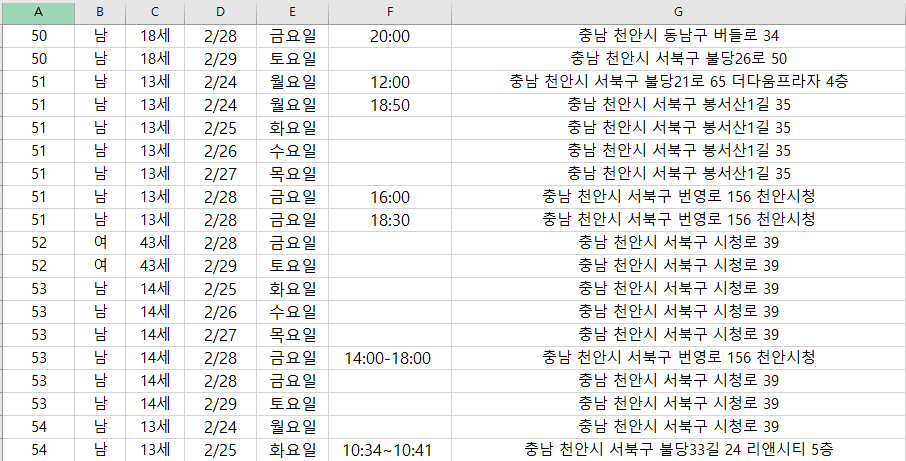 A B C D E F G
50 남 18세 2/28 금요일 20:00 충남 천안시 동남구 버들로 34
50 남 18세 2/29 토요일 충남 천안시 서북구 불당26로 50
51 남 13세 2/24 월요일 12:00 충남 천안시 서북구 불당21로 65 더다움프라자 4층
51 남 13세 2/24 월요일 18:50 충남 천안시 서북구 봉서산1길 35
51 남 13세 2/25 화요일 충남 천안시 서북구 봉서산1길 35
51 남 13세 2/26 수요일 충남 천안시 서북구 봉서산1길 35
51 남 13세 2/27 목요일 충남 천안시 서북구 봉서산1길 35
51 남 13세 2/28 금요일 16:00 충남 천안시 서북구 번영로 156 천안시청
51 남 13세 2/28 금요일 18:30 충남 천안시 서북구 번영로 156 천안시청
52 여 43세 2/28 금요일 충남 천안시 서북구 시청로 39
52 여 43세 2/29 토요일 충남 천안시 서북구 시청로 39
53 남 14세 2/25 화요일 충남 천안시 서북구 시청로 39
53 남 14세 2/26 수요일 충남 천안시 서북구 시청로 39
53 남 14세 2/27 목요일 충남 천안시 서북구 시청로 39
53 남 14세 2/28 금요일 14:00-18:00 충남 천안시 서북구 번영로 156 천안시청
53 남 14세 2/28 금요일 충남 천안시 서북구 시청로 39
53 남 14세 2/29 토요일 충남 천안시 서북구 시청로 39
54 남 13세 2/24 월요일 충남 천안시 서북구 시청로 39
54 남 13세 2/25 화요일 10:34~10:41 충남 천안시 서북구 불당33길 24 리앤시티 5층